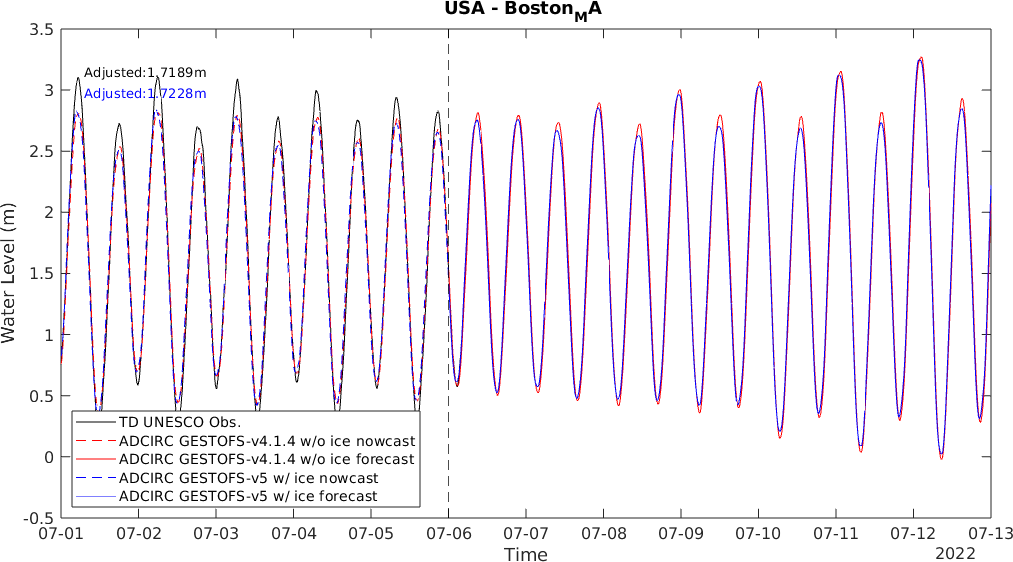 USA - Boston_MA
3.5
Adjusted:1.7189m
3
Adjusted:1.7228m
2.5
2
1.5
1
0.5
0
-0.5
Water Level (m)
TD UNESCO Obs.
ADCIRC GESTOFS-v4.1.4 w/o ice nowcast
ADCIRC GESTOFS-v4.1.4 w/o ice forecast
ADCIRC GESTOFS-v5 w/ ice nowcast
ADCIRC GESTOFS-v5 w/ ice forecast
07-01 07-02 07-03 07-04 07-05 07-06 07-07 07-08 07-09 07-10 07-11 07-12 07-13
Time
2022